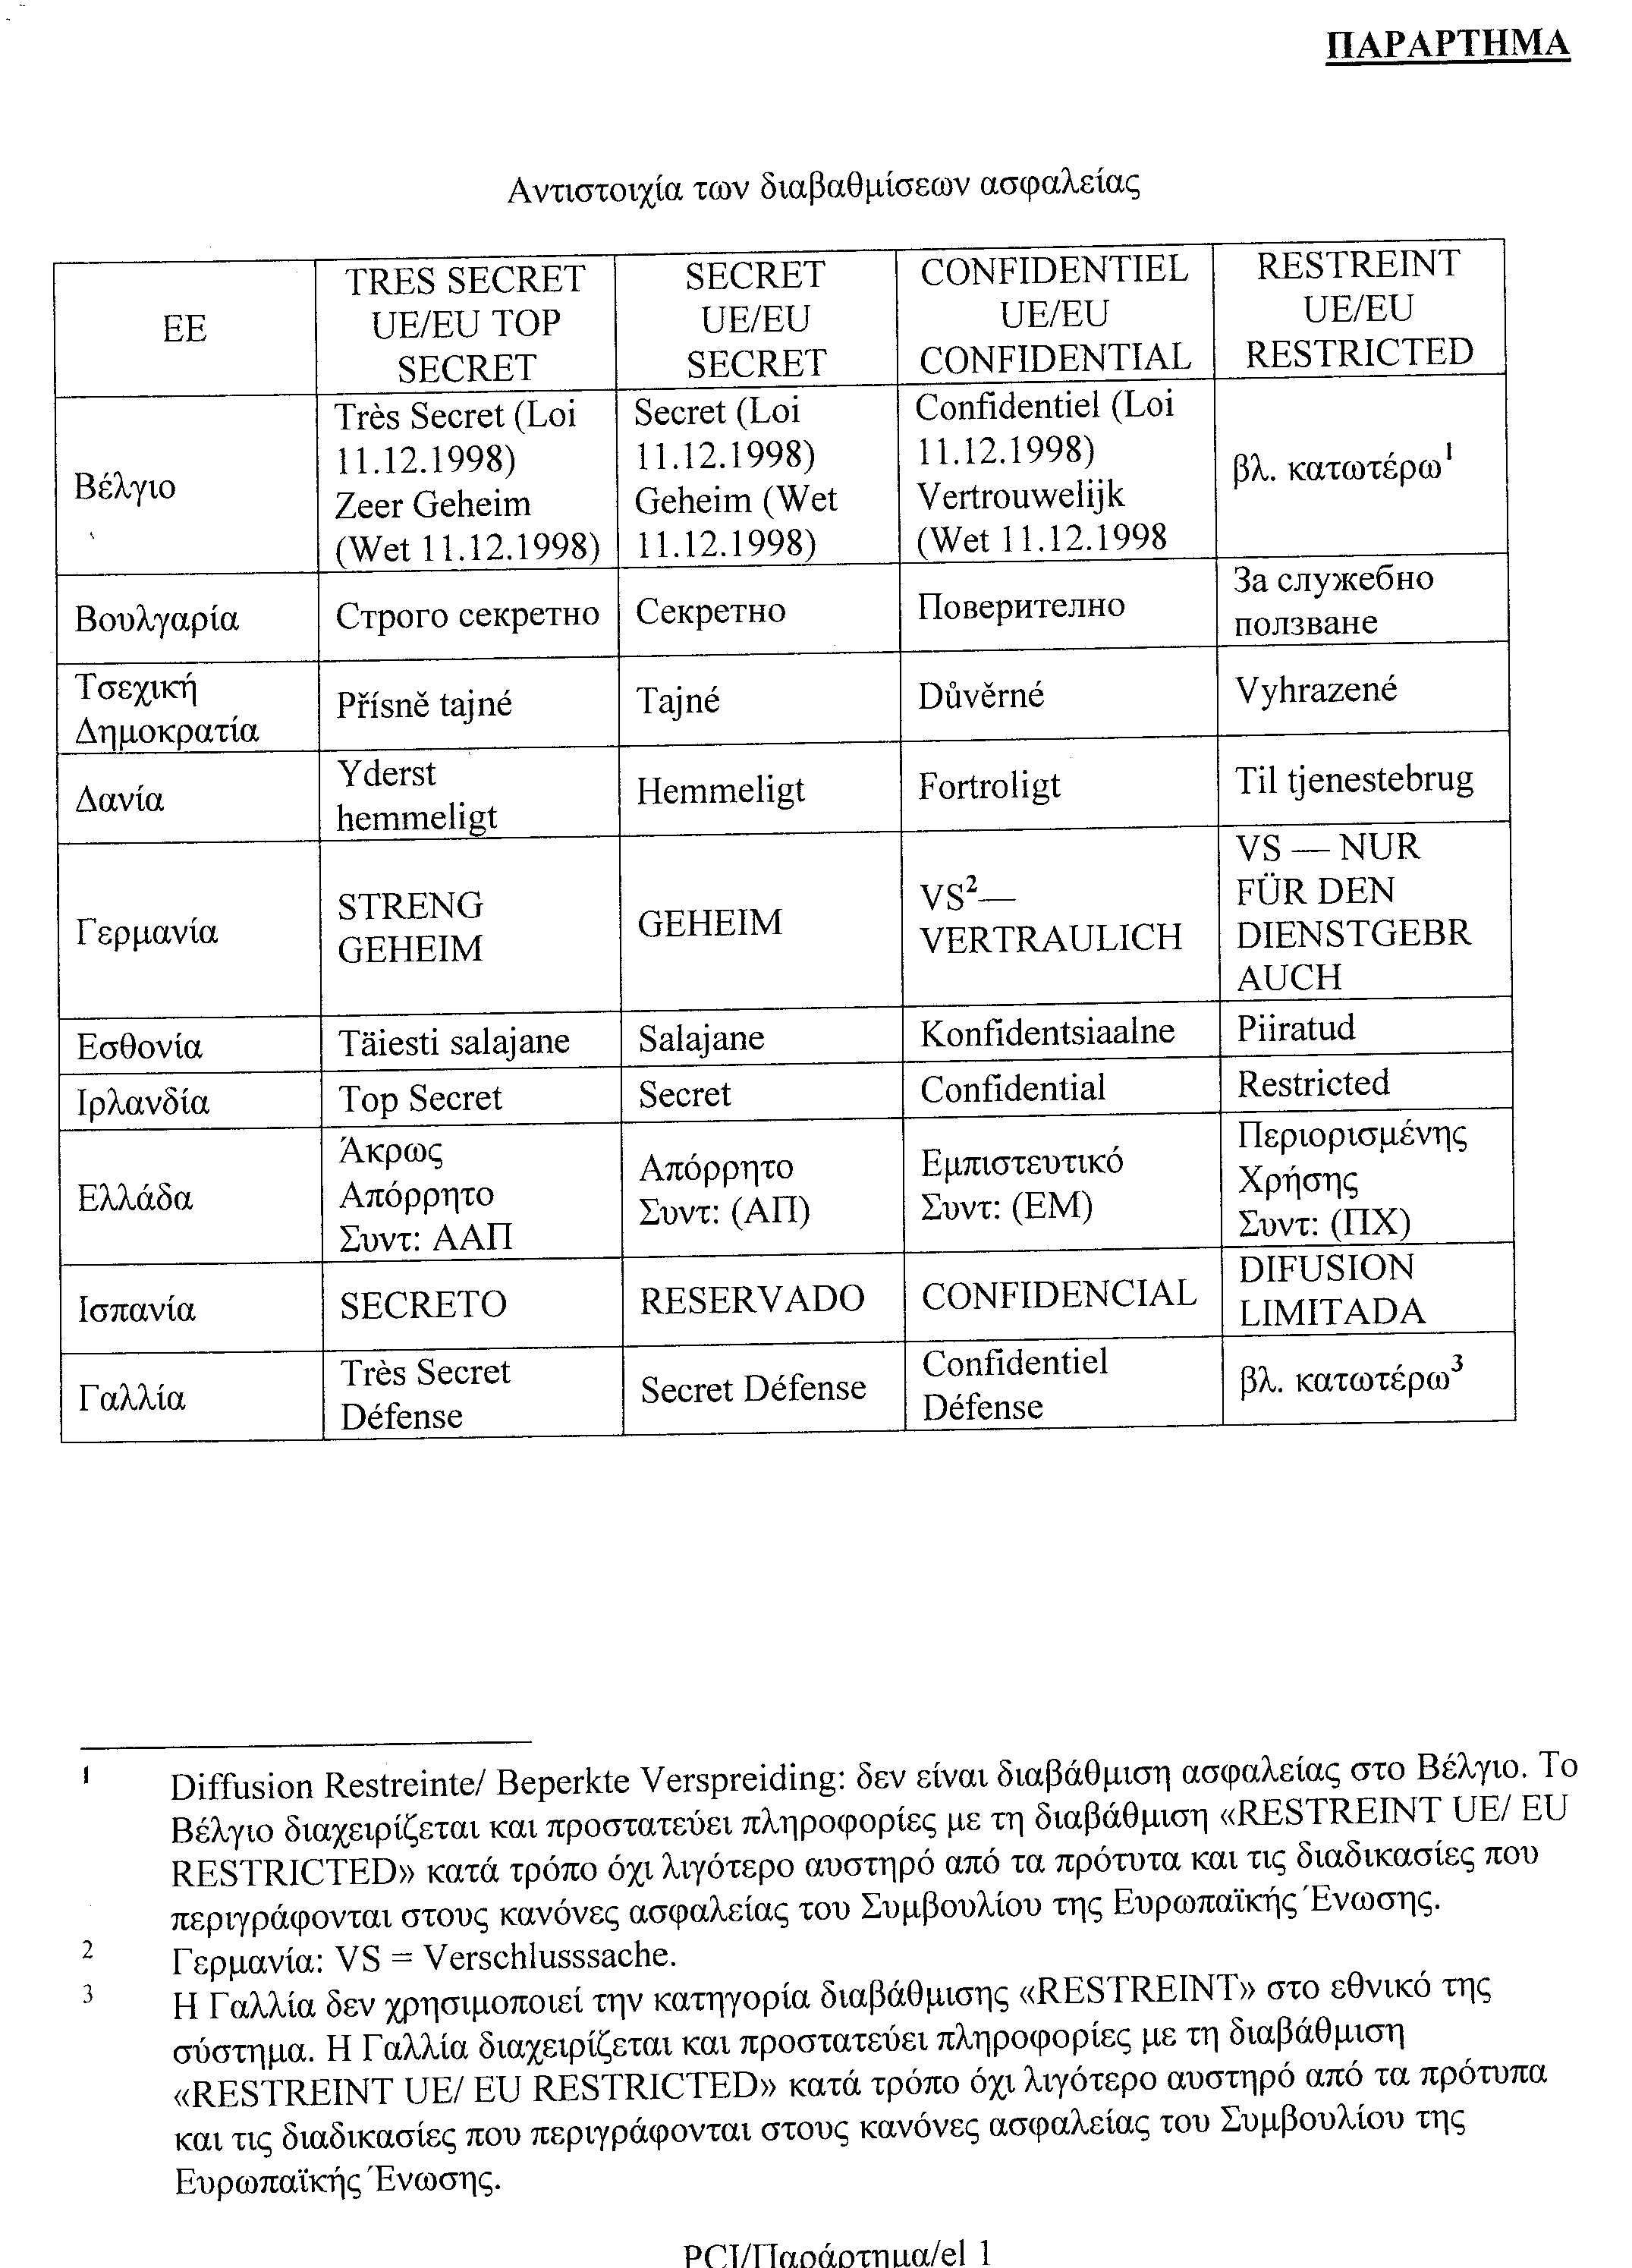 ΠΑΡΑΡΤΗΜΑ
Αντιστοιχία των διαβαθμίσεων ασφαλείας
ΕΕ
TRES SECRET
UE/EU TOP
SECRET
SECRET
UE/EU
SECRET
CONFIDENTIEL
UE/EU
CONFIDENTIAL
RESTREINT
UE/EU
RESTRICTED
Βέλγιο
Très Secret (Loi
11.12.1998)
Zeer Geheim
(Wet 11.12.1998)
Secret (Loi
11.12.1998)
Geheim (Wet
11.12.1998)
Confidentiel (Loi
11.12.1998)
Vertrouwelijk
(Wet 11.12.1998
βλ. κατωτέρω1
Βουλγαρία
Строго секретно
Секретно
Поверително
За служебно
ползване
Τσεχική
Δημοκρατία
Přísně tajné
Tajné
Důvěrné
Vyhrazené
Δανία
Yderst
hemmeligt
Hemmeligt
Fortroligt
Til tjenestebrug
Γερμανία
STRENG
GEHEIM
GEHEIM
VS2—
VERTRAULICH
VS — NUR
FÜR DEN
DIENSTGEBR
AUCH
Εσθονία
Täiesti salajane
Salajane
Konfidentsiaalne
Piiratud
Ιρλανδία
Top Secret
Secret
Confidential
Restricted
Ελλάδα
Άκρως
Απόρρητο
Συντ: ΑΑΠ
Απόρρητο
Συντ: (ΑΠ)
Εμπιστευτικό
Συντ: (ΕΜ)
Περιορισμένης
Χρήσης
Συντ: (ΠΧ)
Ισπανία
SECRETO
RESERVADO
CONFIDENCIAL
DIFUSION
LIMITADA
Γαλλία
Très Secret
Défense
Secret Défense
Confidentiel
Défense
βλ. κατωτέρω3
1 Diffusion Restreinte/ Beperkte Verspreiding: δεν είναι διαβάθμιση ασφαλείας στο Βέλγιο. Το
Βέλγιο διαχειρίζεται και προστατεύει πληροφορίες με τη διαβάθμιση «RESTREINT UE/ EU
RESTRICTED» κατά τρόπο όχι λιγότερο αυστηρό από τα πρότυτα και τις διαδικασίες που
περιγράφονται στους κανόνες ασφαλείας του Συμβουλίου της Ευρωπαϊκής Ένωσης.
2 Γερμανία: VS = Verschlusssache.
3 Η Γαλλία δεν χρησιμοποιεί την κατηγορία διαβάθμισης «RESTREINT» στο εθνικό της
σύστημα. Η Γαλλία διαχειρίζεται και προστατεύει πληροφορίες με τη διαβάθμιση
«RESTREINT UE/ EU RESTRICTED» κατά τρόπο όχι λιγότερο αυστηρό από τα πρότυπα
και τις διαδικασίες που περιγράφονται στους κανόνες ασφαλείας του Συμβουλίου της
Ευρωπαϊκής Ένωσης.
PCI/Παράρτημα/el 1